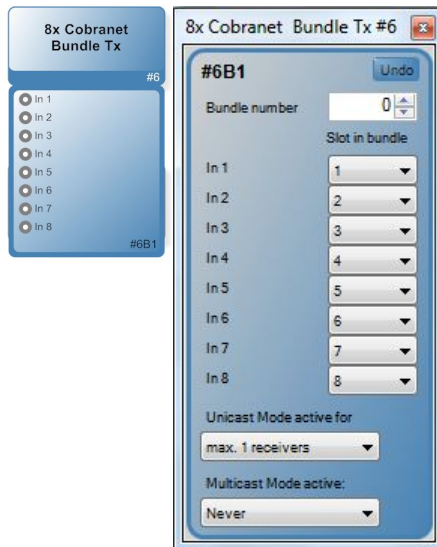 8x Cobranet
Bundle Tx
#6
In 1
In 2
In 3
In 4
In 5
In 6
In 7
In 8
#6B1
8x Cobranet Bundle Tx #6
x
#6B1
Undo
Bundle number
0
Slot in bundle
In 1
1
In 2
2
In 3
3
In 4
4
In 5
5
In 6
6
In 7
7
In 8
8
Unicast Mode active for
max. 1 receivers
Multicast Mode active:
Never